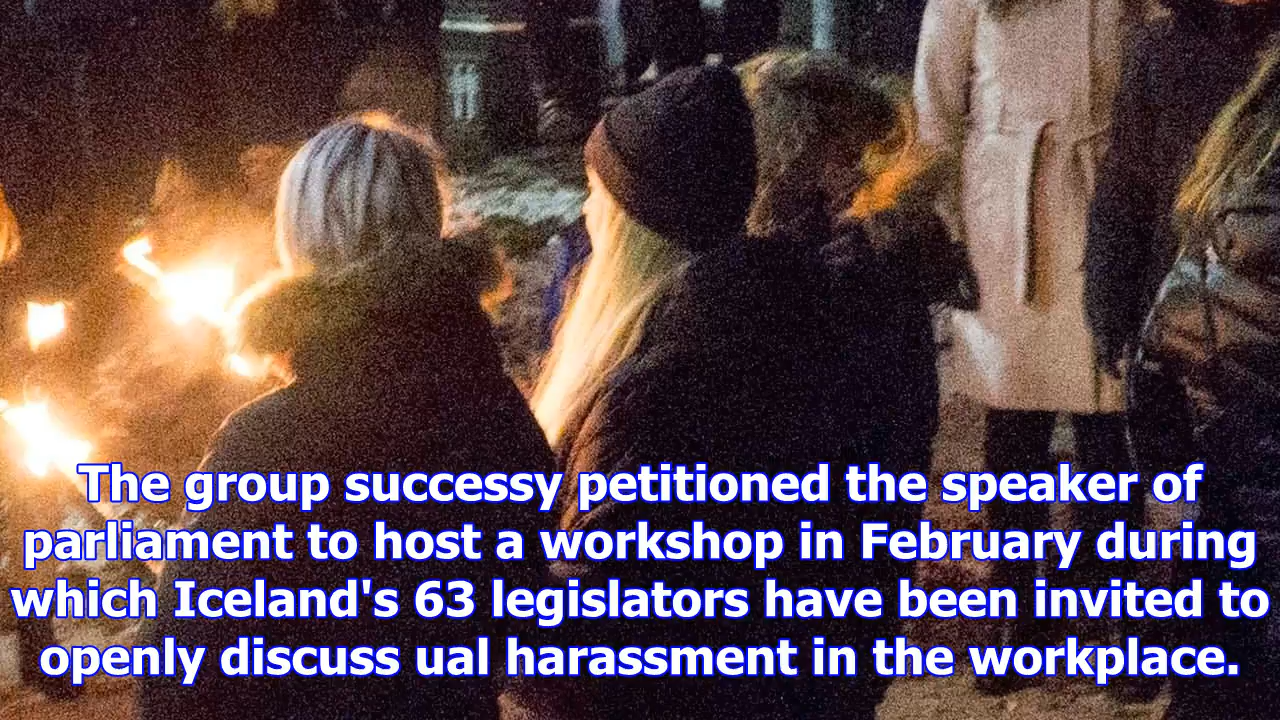 The group successy petitioned the speaker of
parliament to host a workshop in February during
which Iceland's 63 legislators have been invited to
openly discuss ual harassment in the workplace.